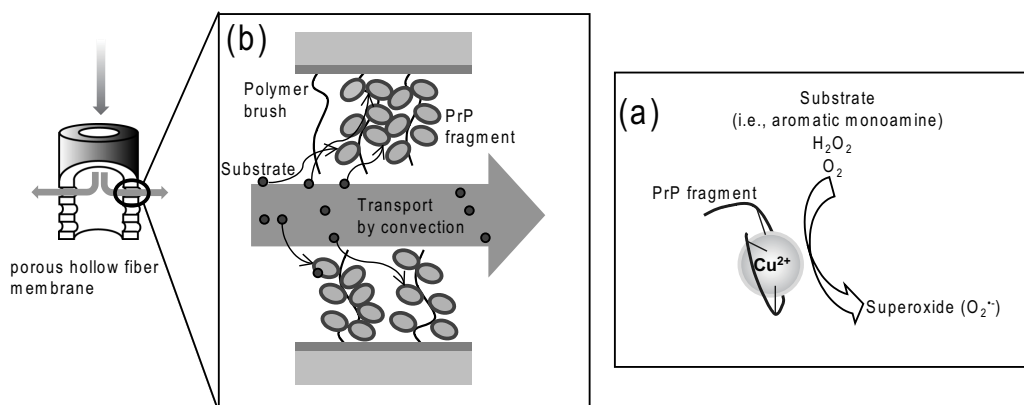 porous hollow fiber
membrane
(b)
Polymer
brush
PrP
fragment
Substrate
Transport
by convection
(a)
Substrate
(i.e., aromatic monoamine)
H₂O₂
O₂
PrP fragment
Cu²⁺
Superoxide (O₂•-)